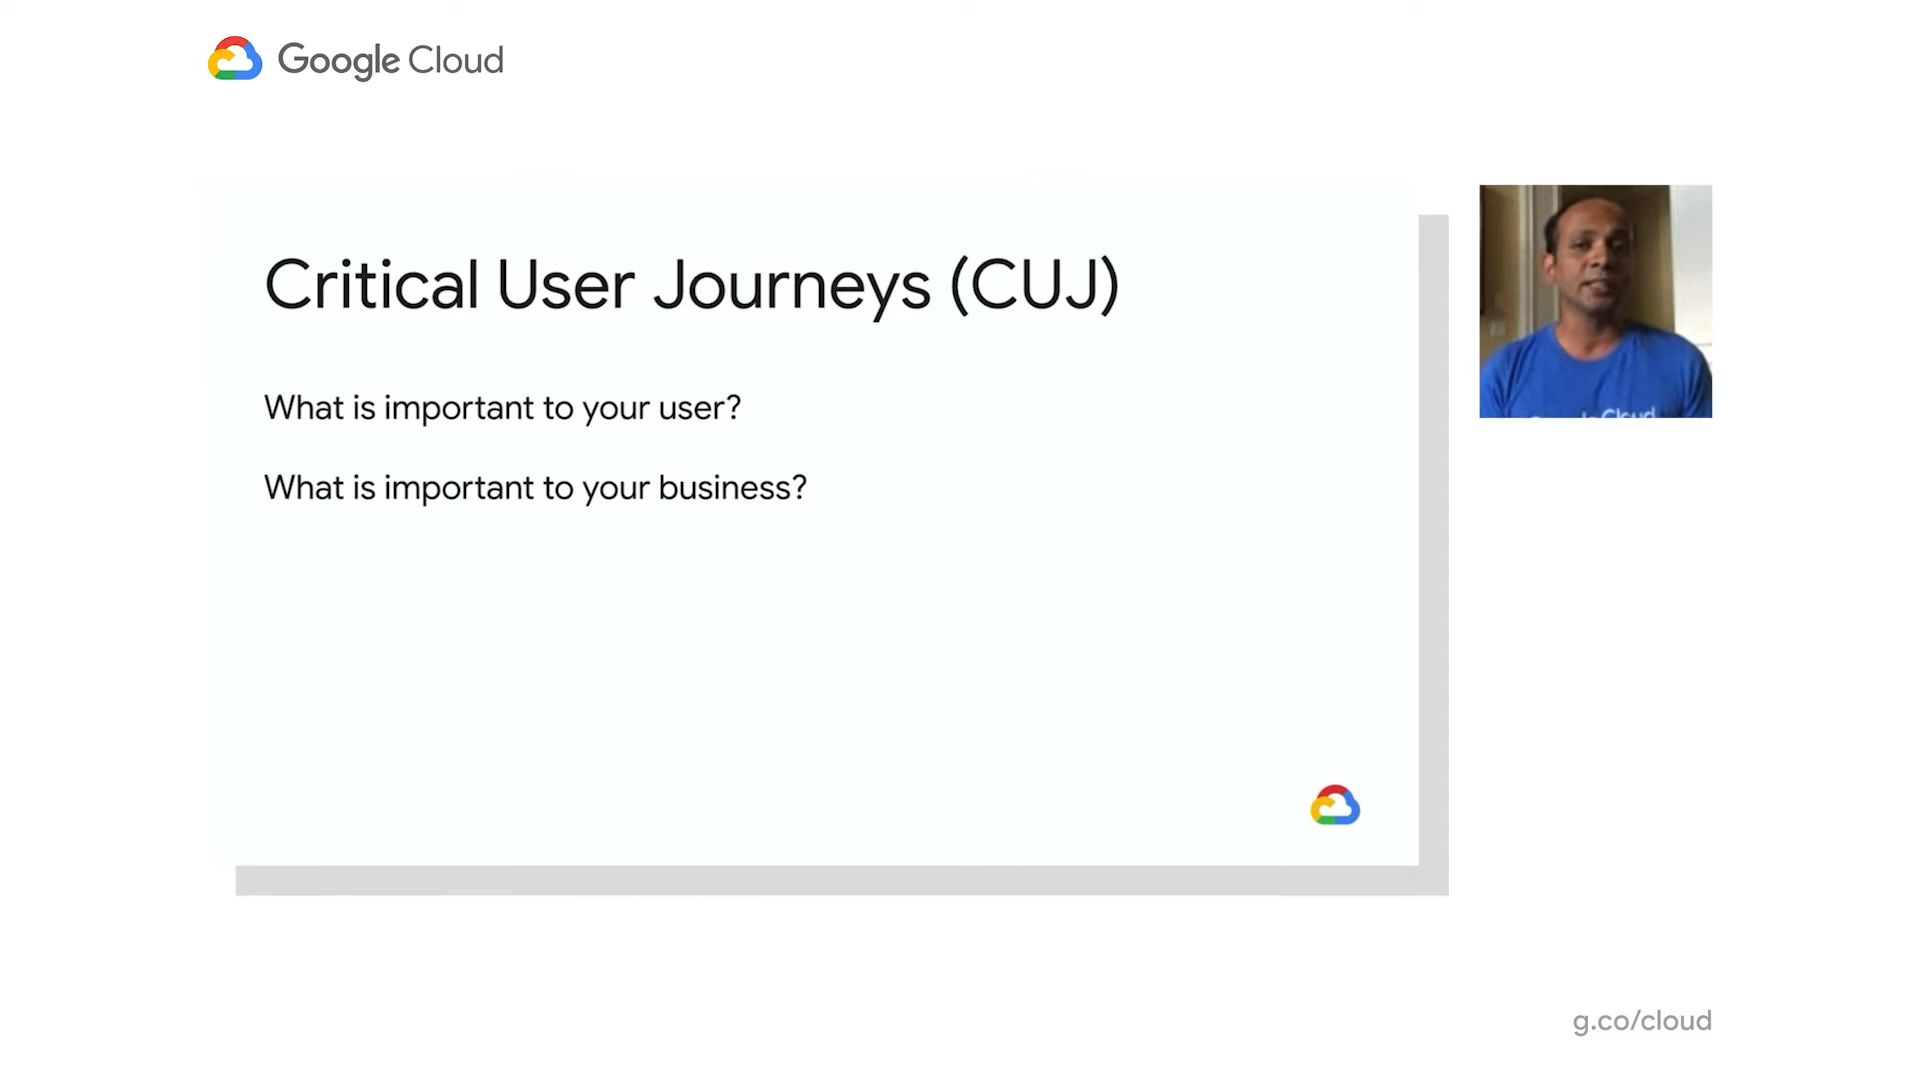 Google Cloud
Critical User Journeys (CUJ)
What is important to your user?
What is important to your business?
Cloud
g.co/cloud